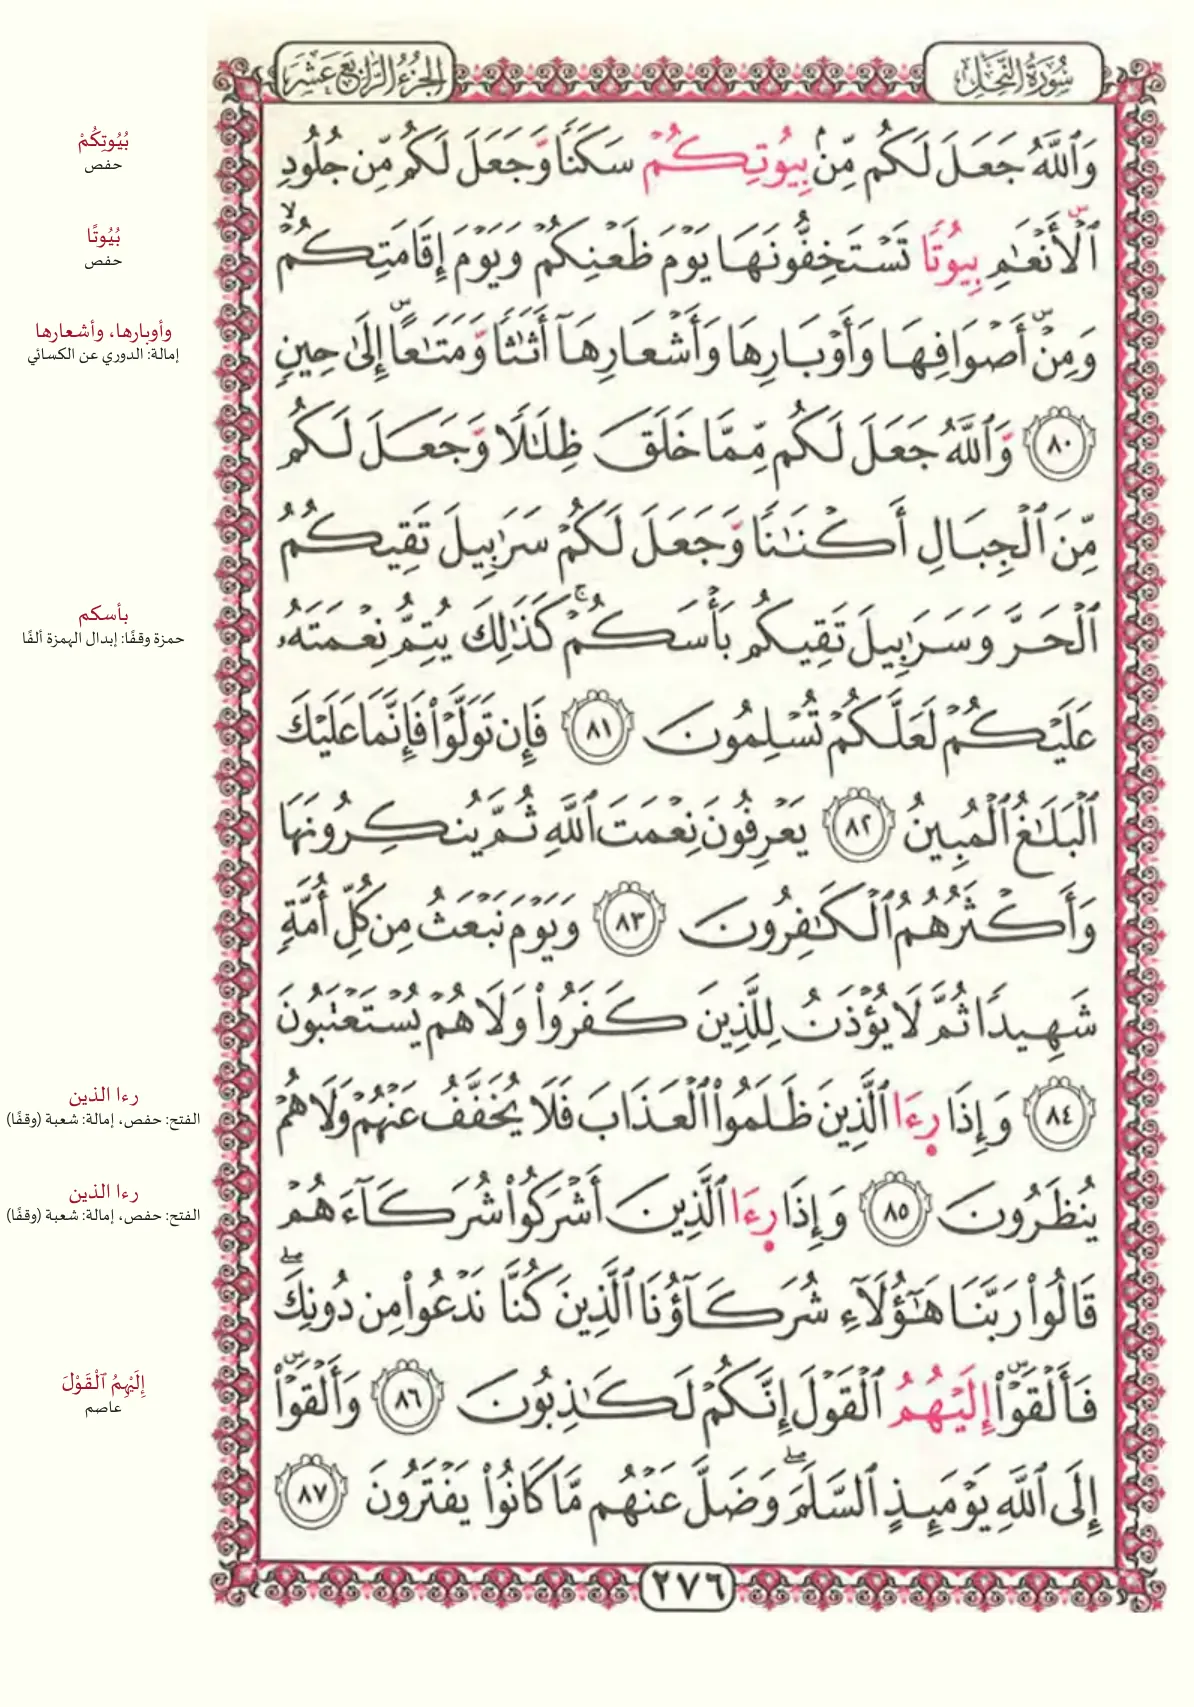 سُورَةُ النَّحْلِ
الجُزْءُ الرَّابِعَ عَشَرَ
وَٱللَّهُ جَعَلَ لَكُم مِّنۢ بِيُوتِكُمْ سَكَنًا وَجَعَلَ لَكُم مِّن جُلُودِ
ٱلْأَنْعَٰمِ بِيُوتًا تَسْتَخِفُّونَهَا يَوْمَ ظَعْنِكُمْ وَيَوْمَ إِقَامَتِكُمْ ۙ
وَمِنْ أَصْوَافِهَا وَأَوْبَارِهَا وَأَشْعَارِهَآ أَثَٰثًا وَمَتَٰعًا إِلَىٰ حِينٍ
٨٠ وَٱللَّهُ جَعَلَ لَكُم مِّمَّا خَلَقَ ظِلَٰلًا وَجَعَلَ لَكُم
مِّنَ ٱلْجِبَالِ أَكْنَٰنًا وَجَعَلَ لَكُمْ سَرَٰبِيلَ تَقِيكُمُ
ٱلْحَرَّ وَسَرَٰبِيلَ تَقِيكُم بَأْسَكُمْ ۚ كَذَٰلِكَ يُتِمُّ نِعْمَتَهُۥ
عَلَيْكُمْ لَعَلَّكُمْ تُسْلِمُونَ ٨١ فَإِن تَوَلَّوْا۟ فَإِنَّمَا عَلَيْكَ
ٱلْبَلَٰغُ ٱلْمُبِينُ ٨٢ يَعْرِفُونَ نِعْمَتَ ٱللَّهِ ثُمَّ يُنكِرُونَهَا
وَأَكْثَرُهُمُ ٱلْكَٰفِرُونَ ٨٣ وَيَوْمَ نَبْعَثُ مِن كُلِّ أُمَّةٍ
شَهِيدًا ثُمَّ لَا يُؤْذَنُ لِلَّذِينَ كَفَرُوا۟ وَلَا هُمْ يُسْتَعْتَبُونَ
٨٤ وَإِذَا رِءَا ٱلَّذِينَ ظَلَمُوا۟ ٱلْعَذَابَ فَلَا يُخَفَّفُ عَنْهُمْ وَلَا هُمْ
يُنظَرُونَ ٨٥ وَإِذَا رِءَا ٱلَّذِينَ أَشْرَكُوا۟ شُرَكَآءَهُمْ
قَالُوا۟ رَبَّنَا هَٰٓؤُلَآءِ شُرَكَآؤُنَا ٱلَّذِينَ كُنَّا نَدْعُوا۟ مِن دُونِكَ ۖ
فَأَلْقَوْا۟ إِلَيْهُمُ ٱلْقَوْلَ إِنَّكُمْ لَكَٰذِبُونَ ٨٦ وَأَلْقَوْا۟
إِلَى ٱللَّهِ يَوْمَئِذٍ ٱلسَّلَمَ ۖ وَضَلَّ عَنْهُم مَّا كَانُوا۟ يَفْتَرُونَ ٨٧
٢٧٦
بُيُوتِكُمْ
حفص
بُيُوتًا
حفص
وأوبارها، وأشعارها
إمالة: الدوري عن الكسائي
بأسكم
حمزة وقفًا: إبدال الهمزة ألفًا
رءا الذين
الفتح: حفص، إمالة: شعبة (وقفًا)
رءا الذين
الفتح: حفص، إمالة: شعبة (وقفًا)
إِلَيْهِمُ ٱلْقَوْلَ
عاصم